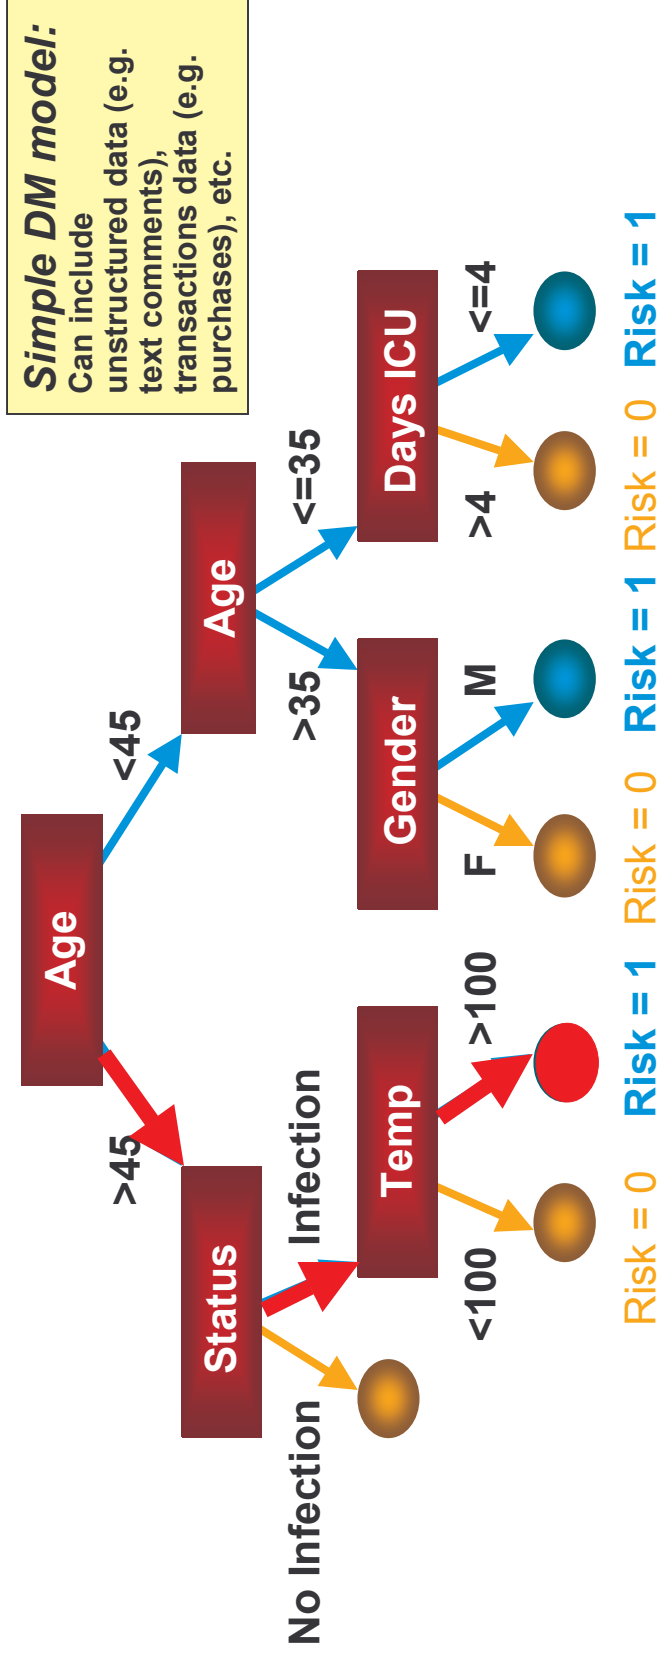 Simple DM model:
Can include
unstructured data (e.g.
text comments),
transactions data (e.g.
purchases), etc.
Age
>45
<45
Status
Age
No Infection
Infection
>35
<=35
Temp
Gender
Days ICU
<100
>100
F
M
>4
<=4
Risk = 0
Risk = 1
Risk = 0
Risk = 1
Risk = 0
Risk = 1